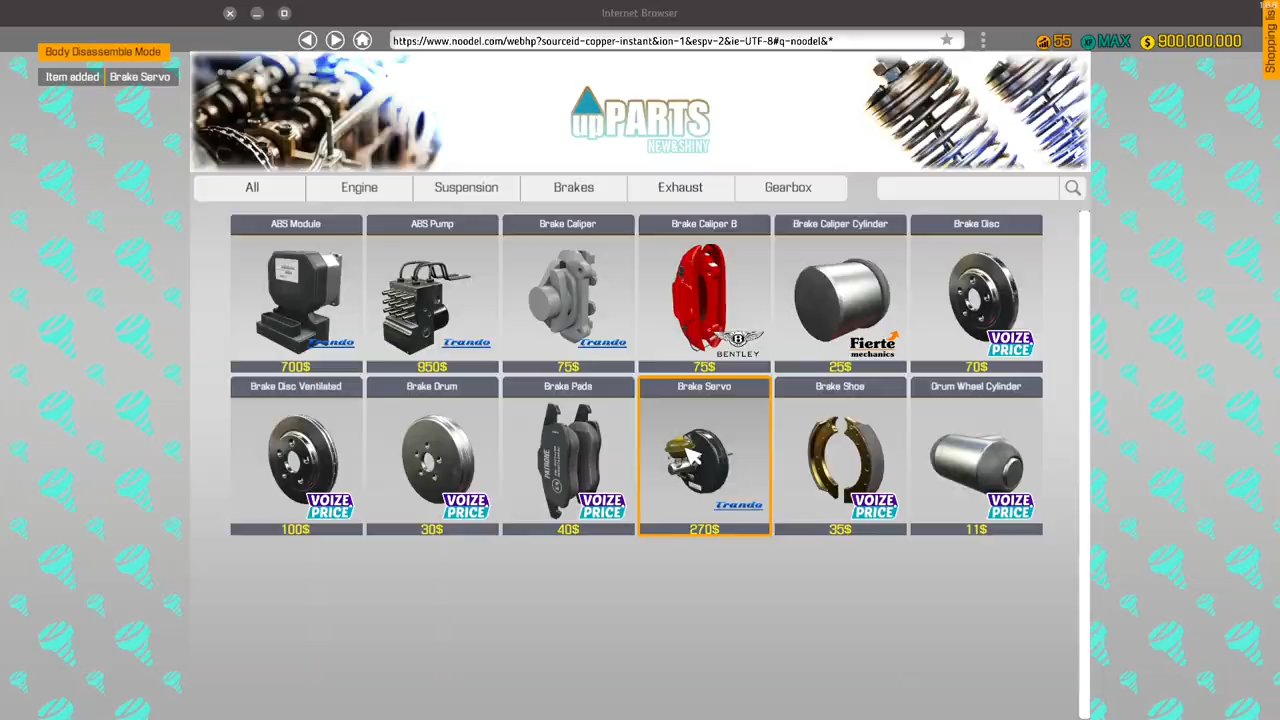 Internet Browser
https://www.noodel.com/webhp?sourceid-copper-instant&ion-1&espv-2&ie-UTF-8#q-noodel&*
Body Disassemble Mode
55 XP MAX $ 900,000,000
Shopping list
Item added Brake Servo
upPARTS
NEW&SHINY
All Engine Suspension Brakes Exhaust Gearbox
ABS Module ABS Pump Brake Caliper Brake Caliper B Brake Caliper Cylinder Brake Disc
Trando Trando Trando BENTLEY Fierte mechanics VOIZE PRICE
700$ 950$ 75$ 75$ 25$ 70$
Brake Disc Ventilated Brake Drum Brake Pads Brake Servo Brake Shoe Drum Wheel Cylinder
PATRONE
VOIZE PRICE VOIZE PRICE VOIZE PRICE Trando VOIZE PRICE VOIZE PRICE
100$ 30$ 40$ 270$ 35$ 11$